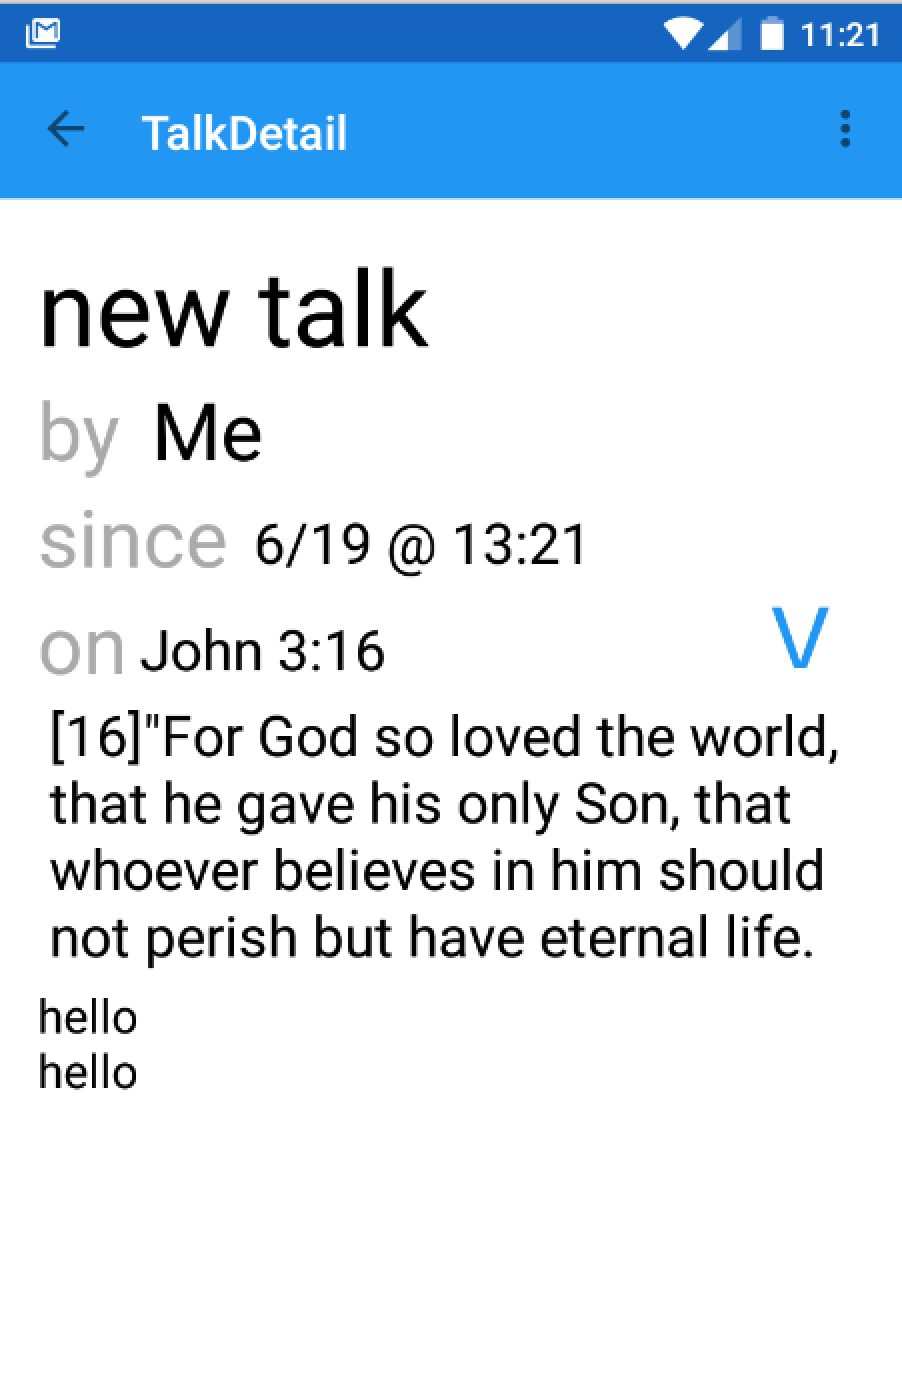 11:21
TalkDetail
new talk
by Me
since 6/19 @ 13:21
on John 3:16 V
[16]"For God so loved the world,
that he gave his only Son, that
whoever believes in him should
not perish but have eternal life.
hello
hello